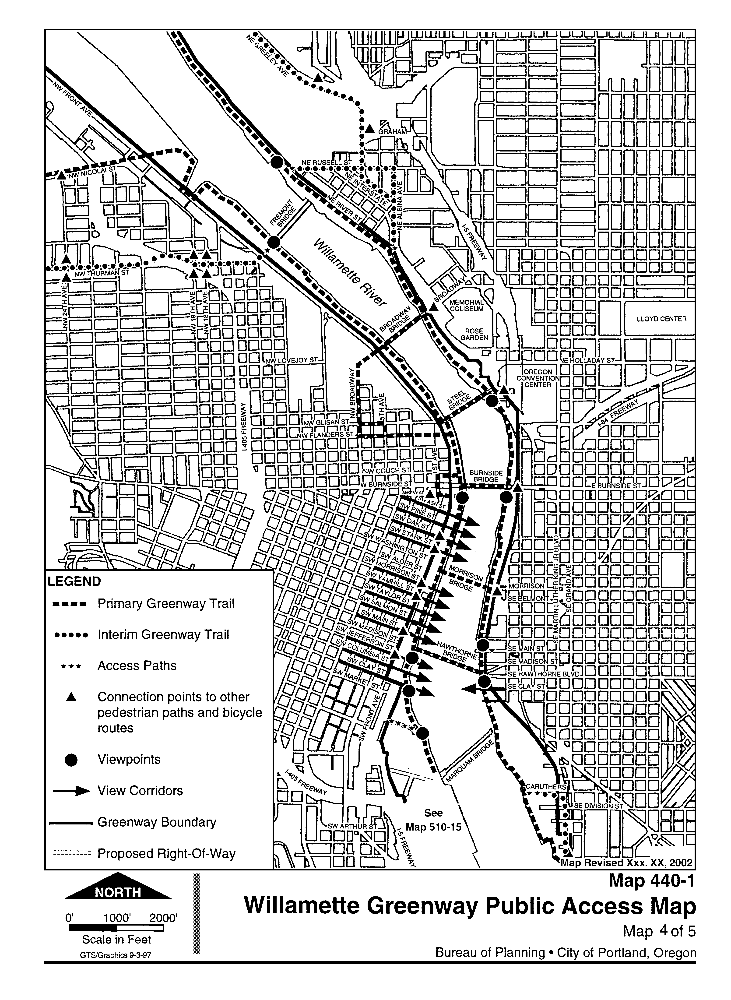 NE GREELEY AVE
NW FRONT AVE
GRAHAM
NE RUSSELL ST
NW NICOLAI ST
NE INTERSTATE
NE ALBINA AVE
NE RIVER ST
FREMONT
BRIDGE
I-5 FREEWAY
Willamette River
NW THURMAN ST
NW 24TH AVE
NW 19TH AVE
NW 18TH AVE
BROADWAY
MEMORIAL
COLISEUM
BROADWAY
BRIDGE
LLOYD CENTER
ROSE
GARDEN
NW LOVEJOY ST
NE HOLLADAY ST
OREGON
CONVENTION
CENTER
NW BROADWAY
5TH AVE
STEEL
BRIDGE
I-405 FREEWAY
I-84 FREEWAY
NW GLISAN ST
NW FLANDERS ST
1ST AVE
NW COUCH ST
BURNSIDE
BRIDGE
W BURNSIDE ST
E BURNSIDE ST
ANKENY ST
SW ASH ST
SW PINE ST
SW OAK ST
SW STARK ST
SW WASHINGTON ST
SW ALDER ST
SW MORRISON ST
SW YAMHILL ST
SW TAYLOR ST
SW SALMON ST
SW MAIN ST
SW MADISON ST
SW JEFFERSON ST
SW COLUMBIA ST
SW CLAY ST
SW MARKET ST
MORRISON
BRIDGE
MORRISON
SE BELMONT
SE MARTIN LUTHER KING JR BLVD
SE GRAND AVE
HAWTHORNE
BRIDGE
SE MAIN ST
SE MADISON ST
SE HAWTHORNE BLVD
SE CLAY ST
SW FRONT AVE
MARQUAM BRIDGE
I-405 FREEWAY
CARUTHERS
SE DIVISION ST
SW ARTHUR ST
I-5 FREEWAY
See
Map 510-15
Map Revised Xxx. XX, 2002
LEGEND
Primary Greenway Trail
Interim Greenway Trail
Access Paths
Connection points to other
pedestrian paths and bicycle
routes
Viewpoints
View Corridors
Greenway Boundary
Proposed Right-Of-Way
NORTH
0' 1000' 2000'
Scale in Feet
GTS/Graphics 9-3-97
Map 440-1
Willamette Greenway Public Access Map
Map 4 of 5
Bureau of Planning • City of Portland, Oregon